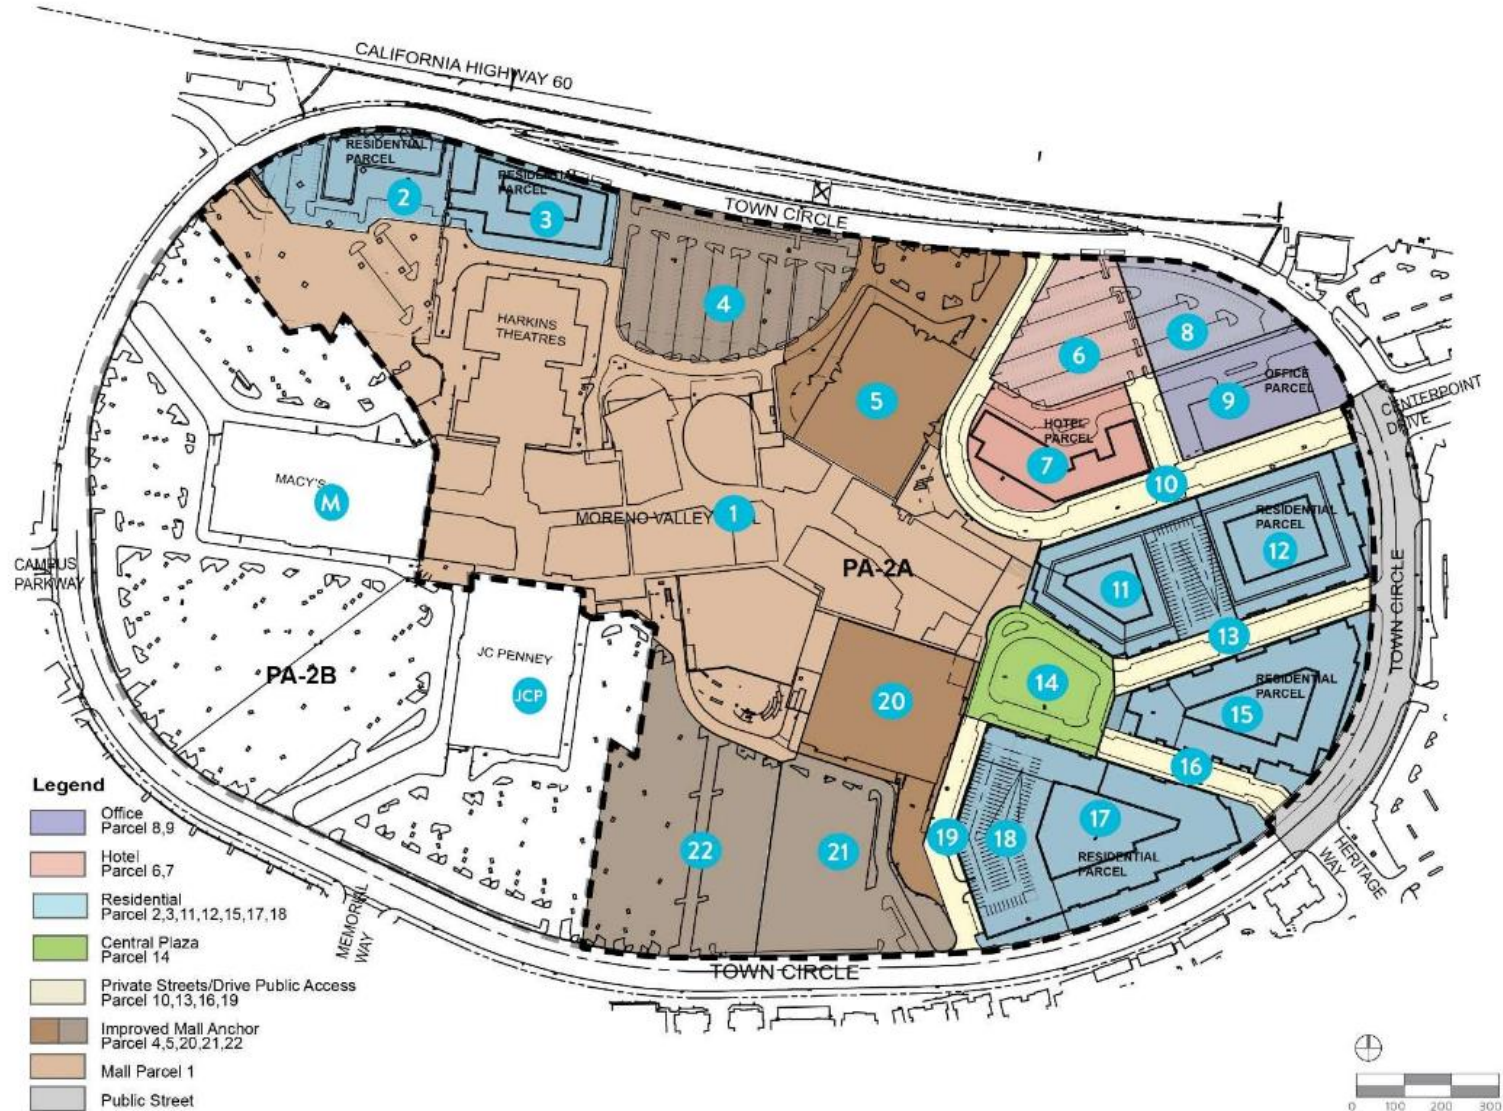 CALIFORNIA HIGHWAY 60
RESIDENTIAL
PARCEL
2
RESIDENTIAL
PARCEL
3
TOWN CIRCLE
4
HARKINS
THEATRES
5
6
8
OFFICE
PARCEL
9
CENTERPOINT
DRIVE
HOTEL
PARCEL
7
10
MACY'S
M
MORENO VALLEY
1
PA-2A
RESIDENTIAL
PARCEL
12
11
13
TOWN CIRCLE
CAMPUS
PARKWAY
JC PENNEY
JCP
PA-2B
14
RESIDENTIAL
PARCEL
15
20
16
17
RESIDENTIAL
PARCEL
18
19
21
22
HERITAGE
WAY
MEMORIAL
WAY
TOWN CIRCLE
Legend
Office
Parcel 8,9
Hotel
Parcel 6,7
Residential
Parcel 2,3,11,12,15,17,18
Central Plaza
Parcel 14
Private Streets/Drive Public Access
Parcel 10,13,16,19
Improved Mall Anchor
Parcel 4,5,20,21,22
Mall Parcel 1
Public Street
0 100 200 300